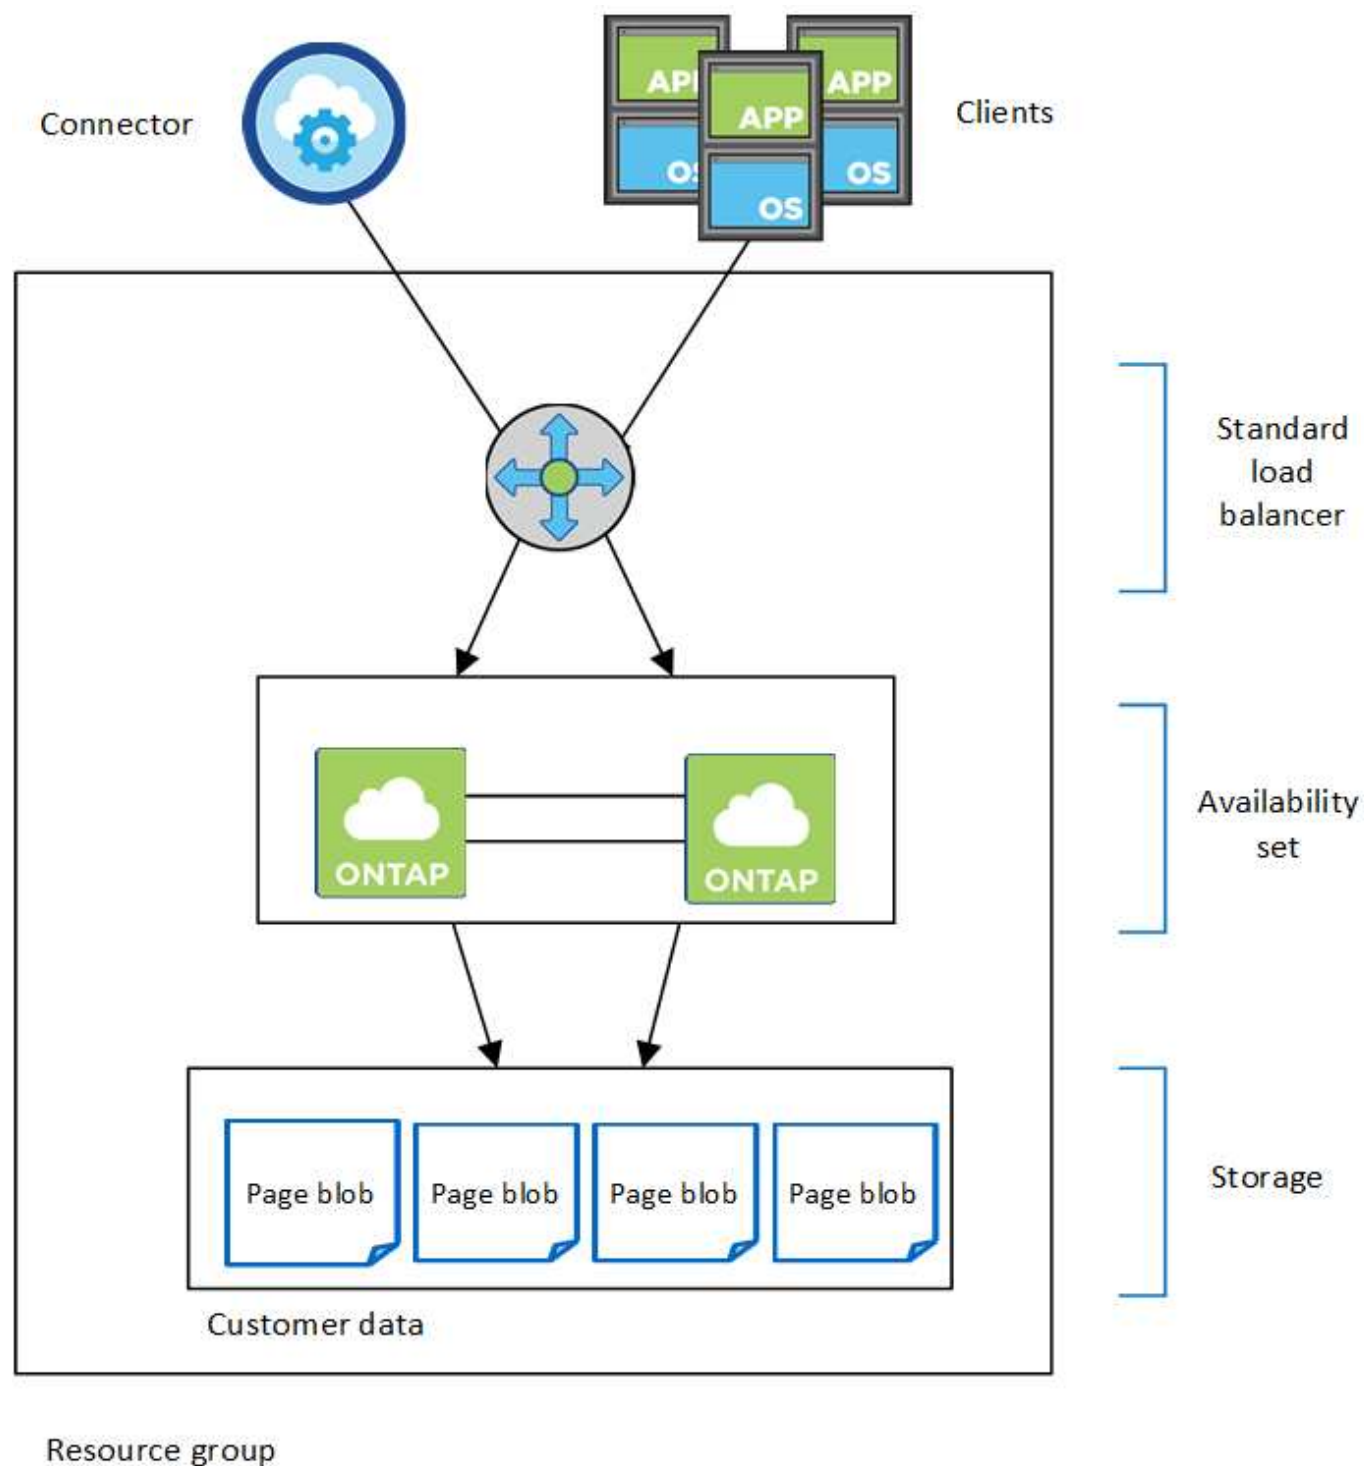 Connector
APP
APP
APP
Clients
OS
OS
OS
Standard
load
balancer
ONTAP
ONTAP
Availability
set
Page blob
Page blob
Page blob
Page blob
Storage
Customer data
Resource group